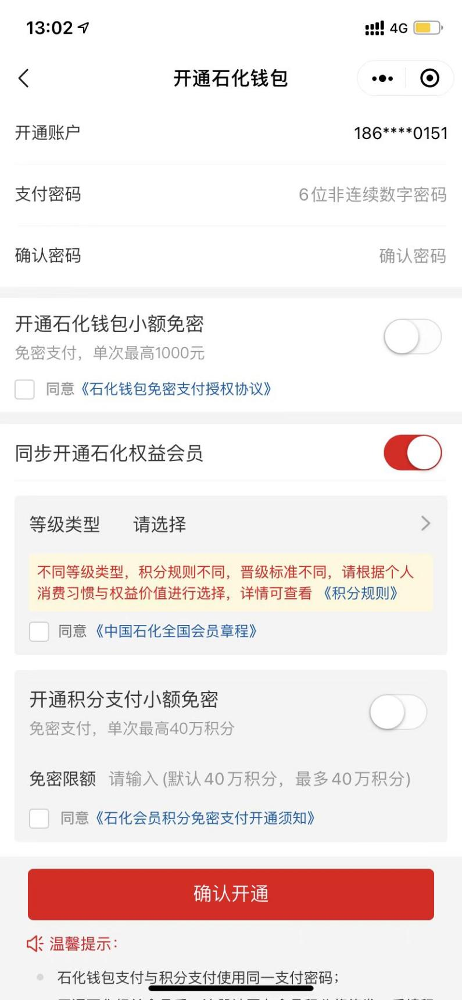 13:02
4G
开通石化钱包
开通账户 186****0151
支付密码 6位非连续数字密码
确认密码 确认密码
开通石化钱包小额免密
免密支付，单次最高1000元
同意《石化钱包免密支付授权协议》
同步开通石化权益会员
等级类型 请选择
不同等级类型，积分规则不同，晋级标准不同，请根据个人
消费习惯与权益价值进行选择，详情可查看 《积分规则》
同意《中国石化全国会员章程》
开通积分支付小额免密
免密支付，单次最高40万积分
免密限额 请输入(默认40万积分，最多40万积分)
同意《石化会员积分免密支付开通须知》
确认开通
温馨提示：
石化钱包支付与积分支付使用同一支付密码；